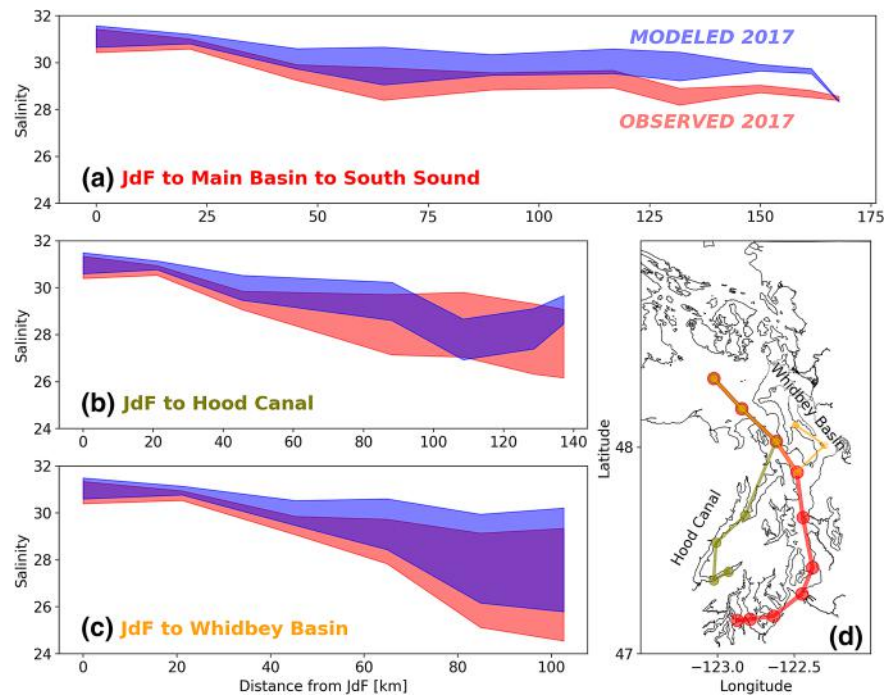 32
30
28
26
24
Salinity
MODELED 2017
OBSERVED 2017
(a) JdF to Main Basin to South Sound
0 25 50 75 100 125 150 175
32
30
28
26
24
Salinity
(b) JdF to Hood Canal
0 20 40 60 80 100 120 140
32
30
28
26
24
Salinity
(c) JdF to Whidbey Basin
0 20 40 60 80 100
Distance from JdF [km]
48
47
Latitude
Whidbey Basin
Hood Canal
(d)
−123.0 −122.5
Longitude